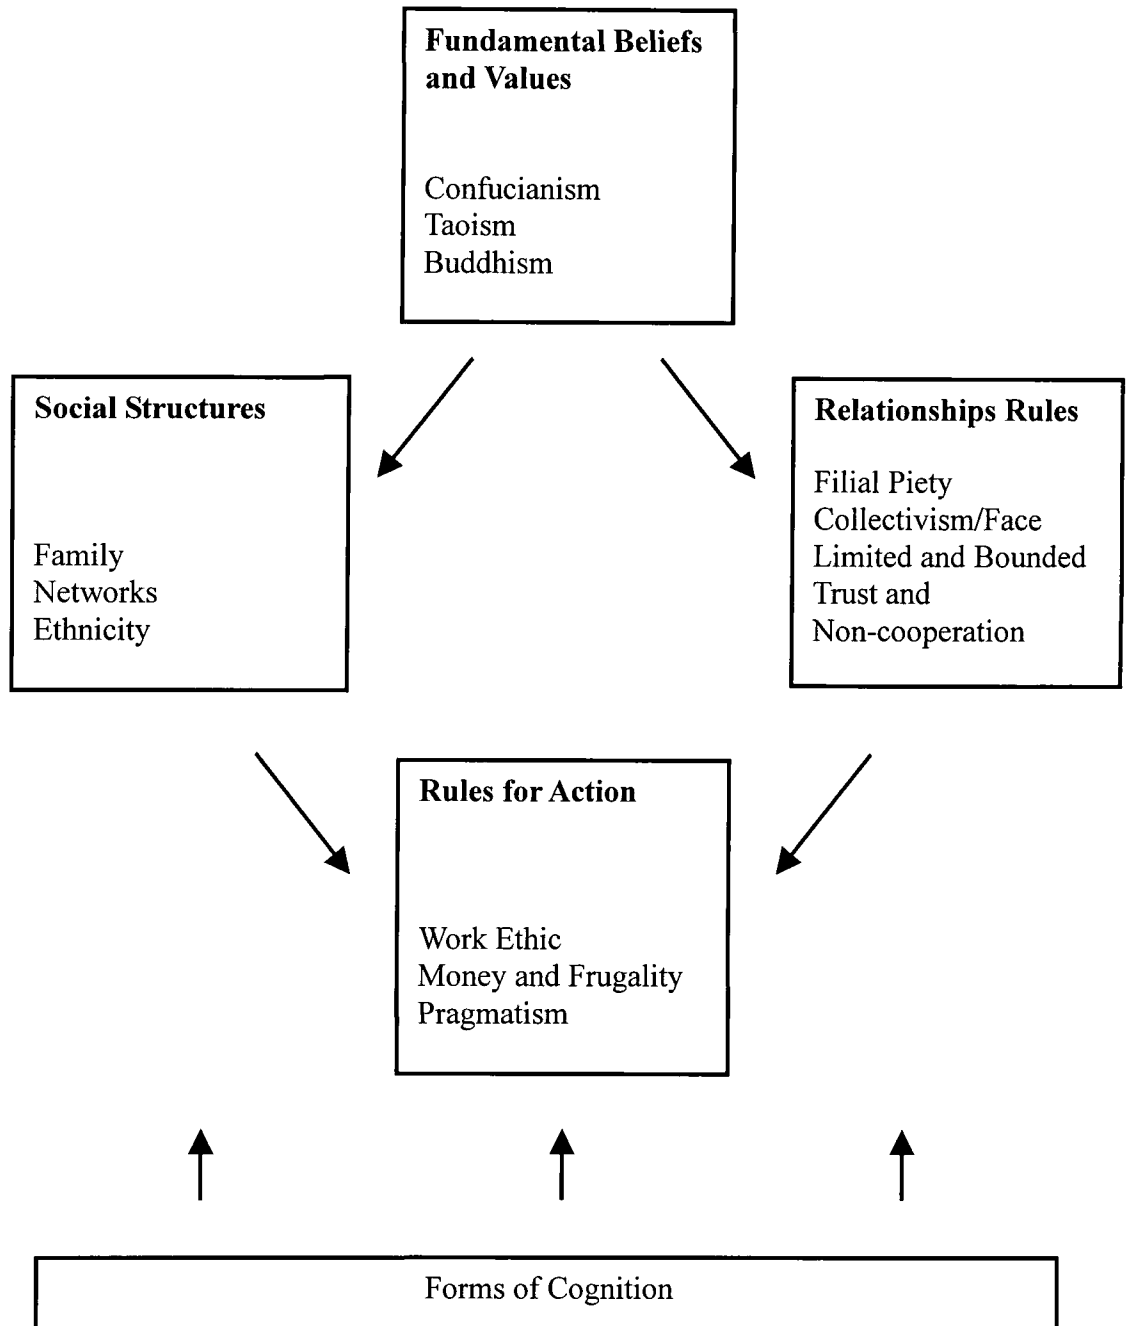 Fundamental Beliefs
and Values
Confucianism
Taoism
Buddhism
Social Structures
Family
Networks
Ethnicity
Relationships Rules
Filial Piety
Collectivism/Face
Limited and Bounded
Trust and
Non-cooperation
Rules for Action
Work Ethic
Money and Frugality
Pragmatism
Forms of Cognition